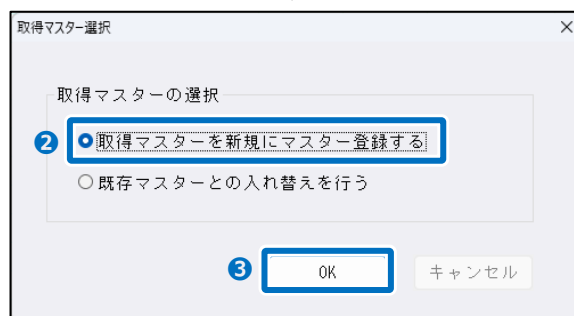 取得マスター選択
取得マスターの選択
❷ 取得マスターを新規にマスター登録する
既存マスターとの入れ替えを行う
❸ OK キャンセル